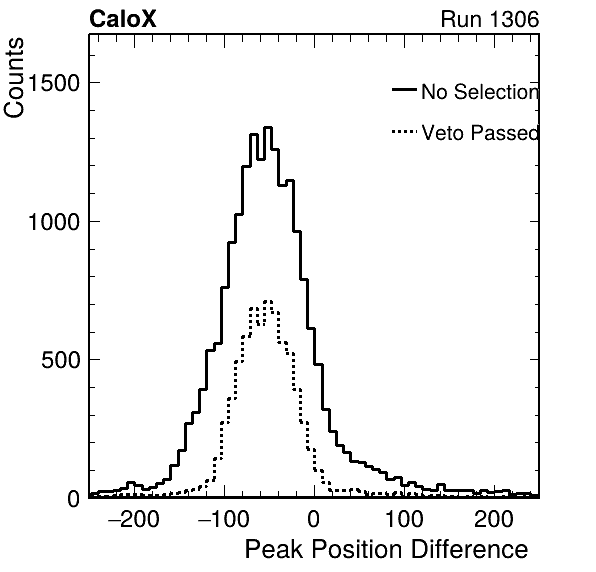 CaloX Run 1306
Counts
1500
1000
500
0
No Selection
Veto Passed
−200 −100 0 100 200
Peak Position Difference